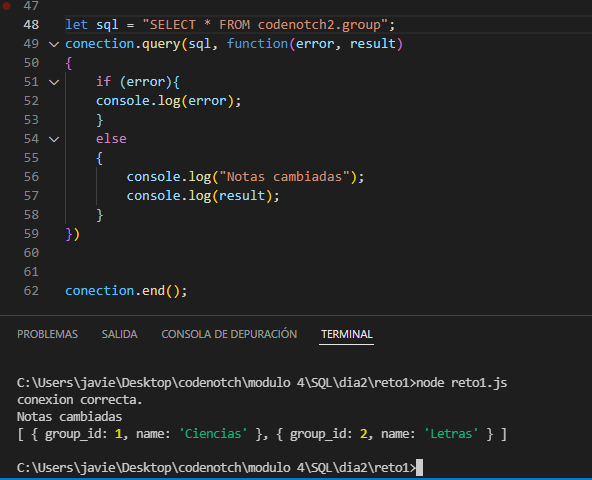 47
48 let sql = "SELECT * FROM codenotch2.group";
49 conection.query(sql, function(error, result)
50 {
51 if (error){
52 console.log(error);
53 }
54 else
55 {
56 console.log("Notas cambiadas");
57 console.log(result);
58 }
59 })
60
61
62 conection.end();
PROBLEMAS SALIDA CONSOLA DE DEPURACIÓN TERMINAL
C:\Users\javie\Desktop\codenotch\modulo 4\SQL\dia2\reto1>node reto1.js
conexion correcta.
Notas cambiadas
[ { group_id: 1, name: 'Ciencias' }, { group_id: 2, name: 'Letras' } ]
C:\Users\javie\Desktop\codenotch\modulo 4\SQL\dia2\reto1>